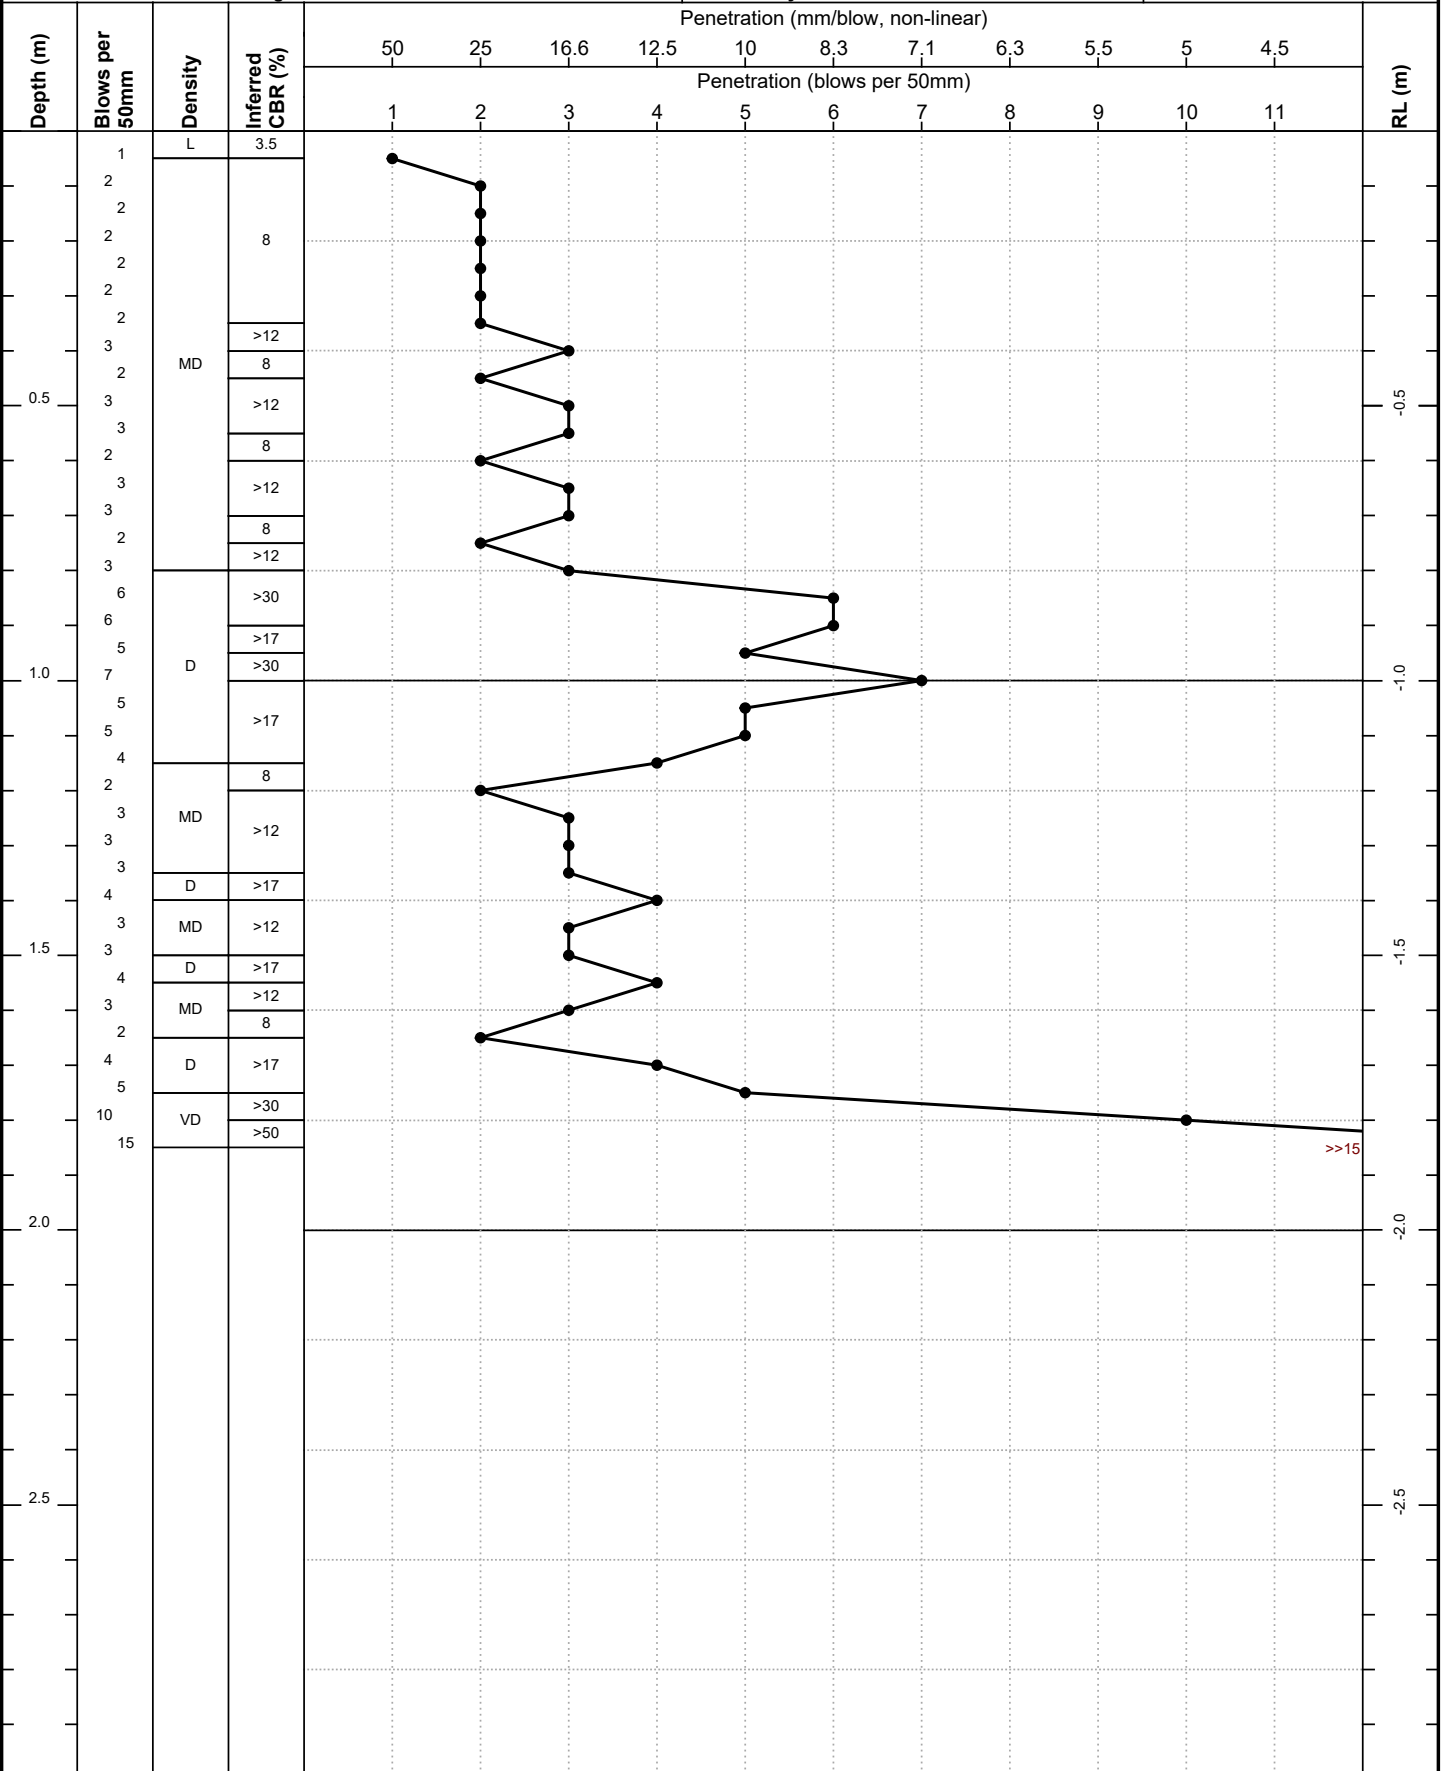 Penetration (mm/blow, non-linear)
50 25 16.6 12.5 10 8.3 7.1 6.3 5.5 5 4.5
Penetration (blows per 50mm)
1 2 3 4 5 6 7 8 9 10 11
Depth (m)
Blows per
50mm
Density
Inferred
CBR (%)
RL (m)
1 L 3.5
2
2
2 8
2
2
2
>12
3
MD 8
2
0.5 3 >12 -0.5
3
8
2
3 >12
3
8
2
>12
3
6 >30
6
>17
5
D >30
1.0 7 -1.0
5
>17
5
4
8
2
3 MD
>12
3
3
D >17
4
3 MD >12
1.5 3 -1.5
D >17
4
>12
3 MD
8
2
4 D >17
5
>30
10 VD
>50
15
>>15
2.0 -2.0
2.5 -2.5